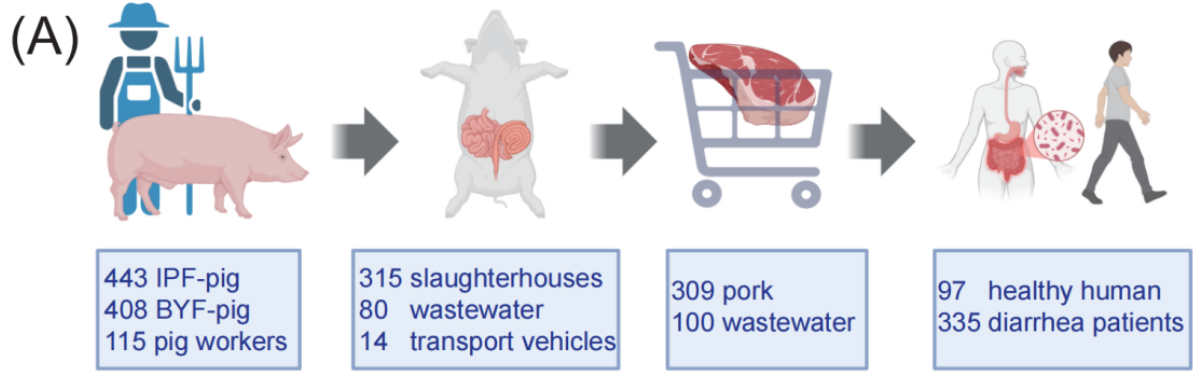 (A)
443 IPF-pig
408 BYF-pig
115 pig workers
315 slaughterhouses
80 wastewater
14 transport vehicles
309 pork
100 wastewater
97 healthy human
335 diarrhea patients